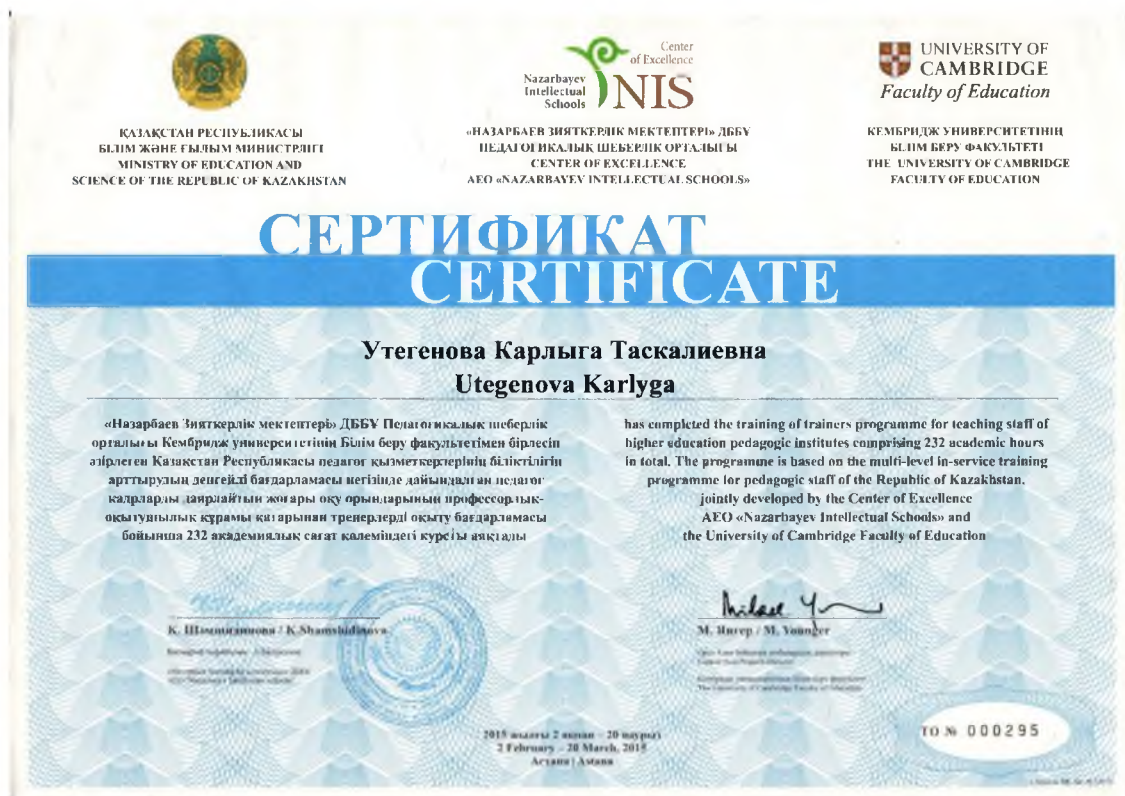 Center
of Excellence
Nazarbayev
Intellectual
Schools
NIS
UNIVERSITY OF
CAMBRIDGE
Faculty of Education
ҚАЗАҚСТАН РЕСПУБЛИКАСЫ
БІЛІМ ЖӘНЕ ҒЫЛЫМ МИНИСТРЛІГІ
MINISTRY OF EDUCATION AND
SCIENCE OF THE REPUBLIC OF KAZAKHSTAN
«НАЗАРБАЕВ ЗИЯТКЕРЛІК МЕКТЕПТЕРІ» ДББҰ
ПЕДАГОГИКАЛЫҚ ШЕБЕРЛІК ОРТАЛЫҒЫ
CENTER OF EXCELLENCE
AEO «NAZARBAYEV INTELLECTUAL SCHOOLS»
КЕМБРИДЖ УНИВЕРСИТЕТІНІҢ
БІЛІМ БЕРУ ФАКУЛЬТЕТІ
THE UNIVERSITY OF CAMBRIDGE
FACULTY OF EDUCATION
СЕРТИФИКАТ
CERTIFICATE
Утегенова Карлыга Таскалиевна
Utegenova Karlyga
«Назарбаев Зияткерлік мектептері» ДББҰ Педагогикалық шеберлік
орталығы Кембридж университетінің Білім беру факультетімен бірлесіп
әзірлеген Қазақстан Республикасы педагог қызметкерлерінің біліктілігін
арттырудың деңгейлі бағдарламасы негізінде дайындалған педагог
кадрларды даярлайтын жоғары оқу орындарының профессорлық-
оқытушылық құрамы қатарынан тренерлерді оқыту бағдарламасы
бойынша 232 академиялық сағат көлеміндегі курсты аяқтады
has completed the training of trainers programme for teaching staff of
higher education pedagogic institutes comprising 232 academic hours
in total. The programme is based on the multi-level in-service training
programme for pedagogic staff of the Republic of Kazakhstan,
jointly developed by the Center of Excellence
AEO «Nazarbayev Intellectual Schools» and
the University of Cambridge Faculty of Education
К. Шамшидинова / K.Shamshidinova
М. Янгер / M. Younger
2015 жылғы 2 ақпан – 20 наурыз
2 February – 20 March, 2015
Астана | Astana
ТО № 000295